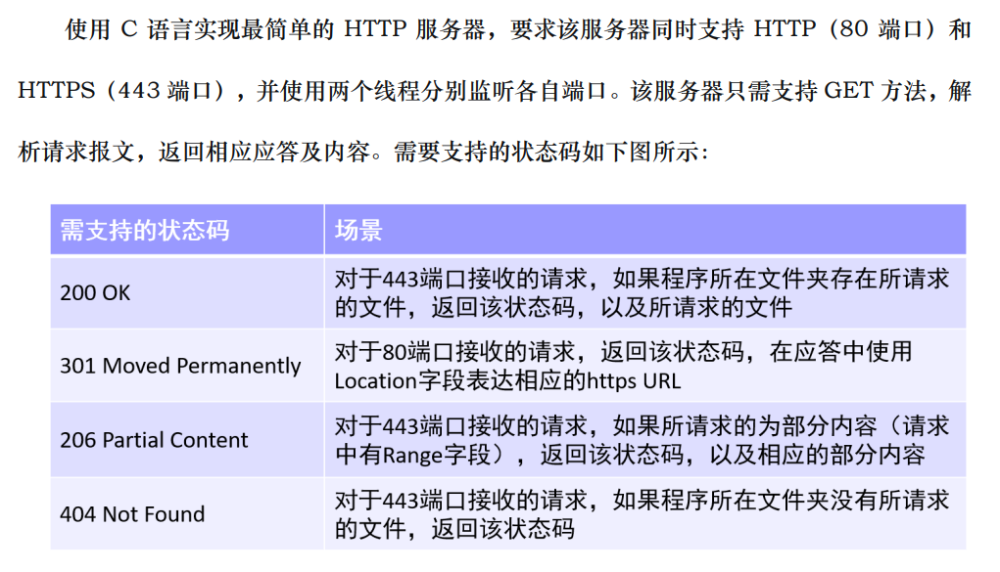 使用 C 语言实现最简单的 HTTP 服务器，要求该服务器同时支持 HTTP（80 端口）和
HTTPS（443 端口），并使用两个线程分别监听各自端口。该服务器只需支持 GET 方法，解
析请求报文，返回相应应答及内容。需要支持的状态码如下图所示：
需支持的状态码 场景
200 OK
对于443端口接收的请求，如果程序所在文件夹存在所请求
的文件，返回该状态码，以及所请求的文件
301 Moved Permanently
对于80端口接收的请求，返回该状态码，在应答中使用
Location字段表达相应的https URL
206 Partial Content
对于443端口接收的请求，如果所请求的为部分内容（请求
中有Range字段），返回该状态码，以及相应的部分内容
404 Not Found
对于443端口接收的请求，如果程序所在文件夹没有所请求
的文件，返回该状态码